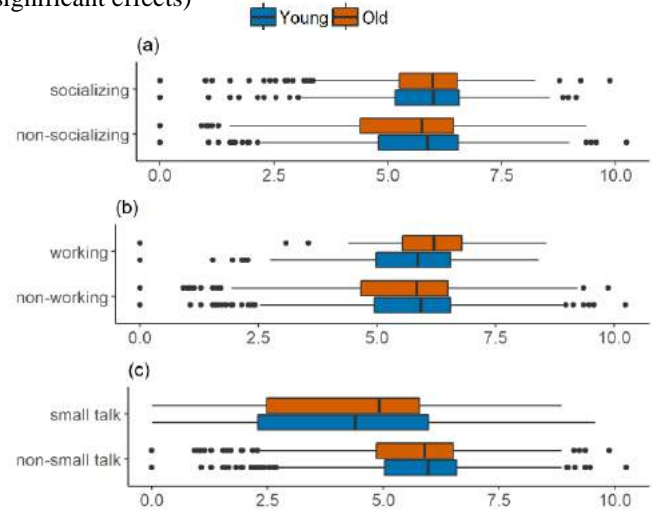 significant effects)
Young Old
(a)
socializing
non-socializing
0.0 2.5 5.0 7.5 10.0
(b)
working
non-working
0.0 2.5 5.0 7.5 10.0
(c)
small talk
non-small talk
0.0 2.5 5.0 7.5 10.0